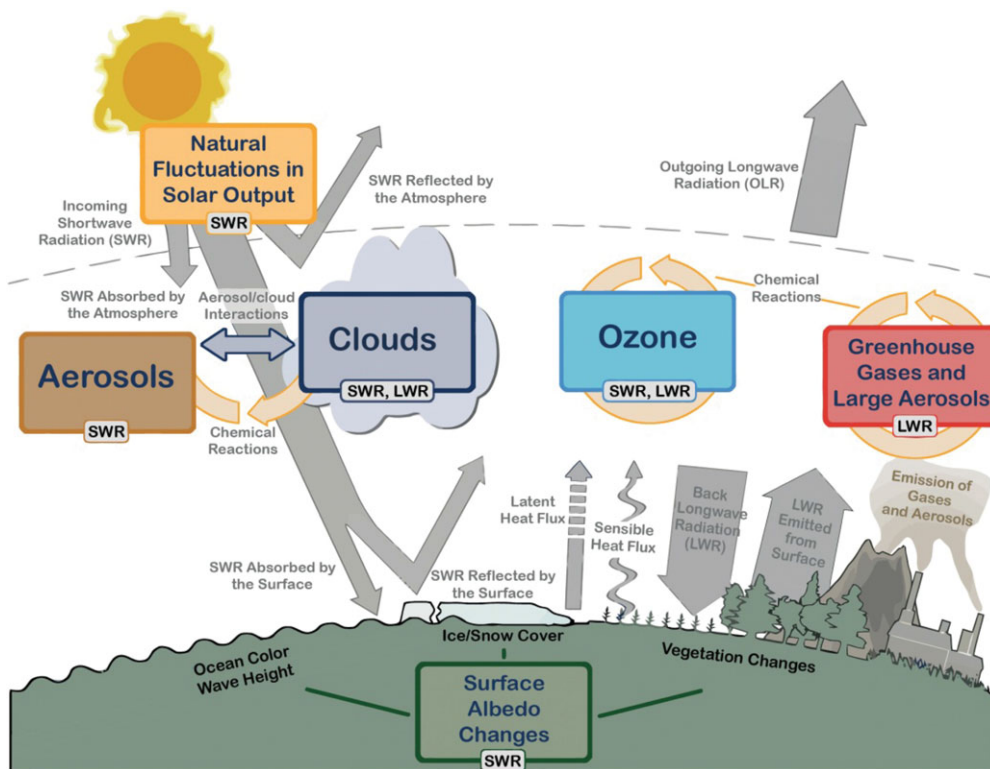 Natural
Fluctuations in
Solar Output
SWR
Incoming
Shortwave
Radiation (SWR)
SWR Reflected by
the Atmosphere
Outgoing Longwave
Radiation (OLR)
SWR Absorbed by
the Atmosphere
Aerosol/cloud
Interactions
Chemical
Reactions
Aerosols
SWR
Clouds
SWR, LWR
Ozone
SWR, LWR
Greenhouse
Gases and
Large Aerosols
LWR
Chemical
Reactions
Emission of
Gases
and Aerosols
Latent
Heat Flux
Sensible
Heat Flux
Back
Longwave
Radiation
(LWR)
LWR
Emitted
from
Surface
SWR Absorbed by
the Surface
SWR Reflected by
the Surface
Ice/Snow Cover
Ocean Color
Wave Height
Vegetation Changes
Surface
Albedo
Changes
SWR